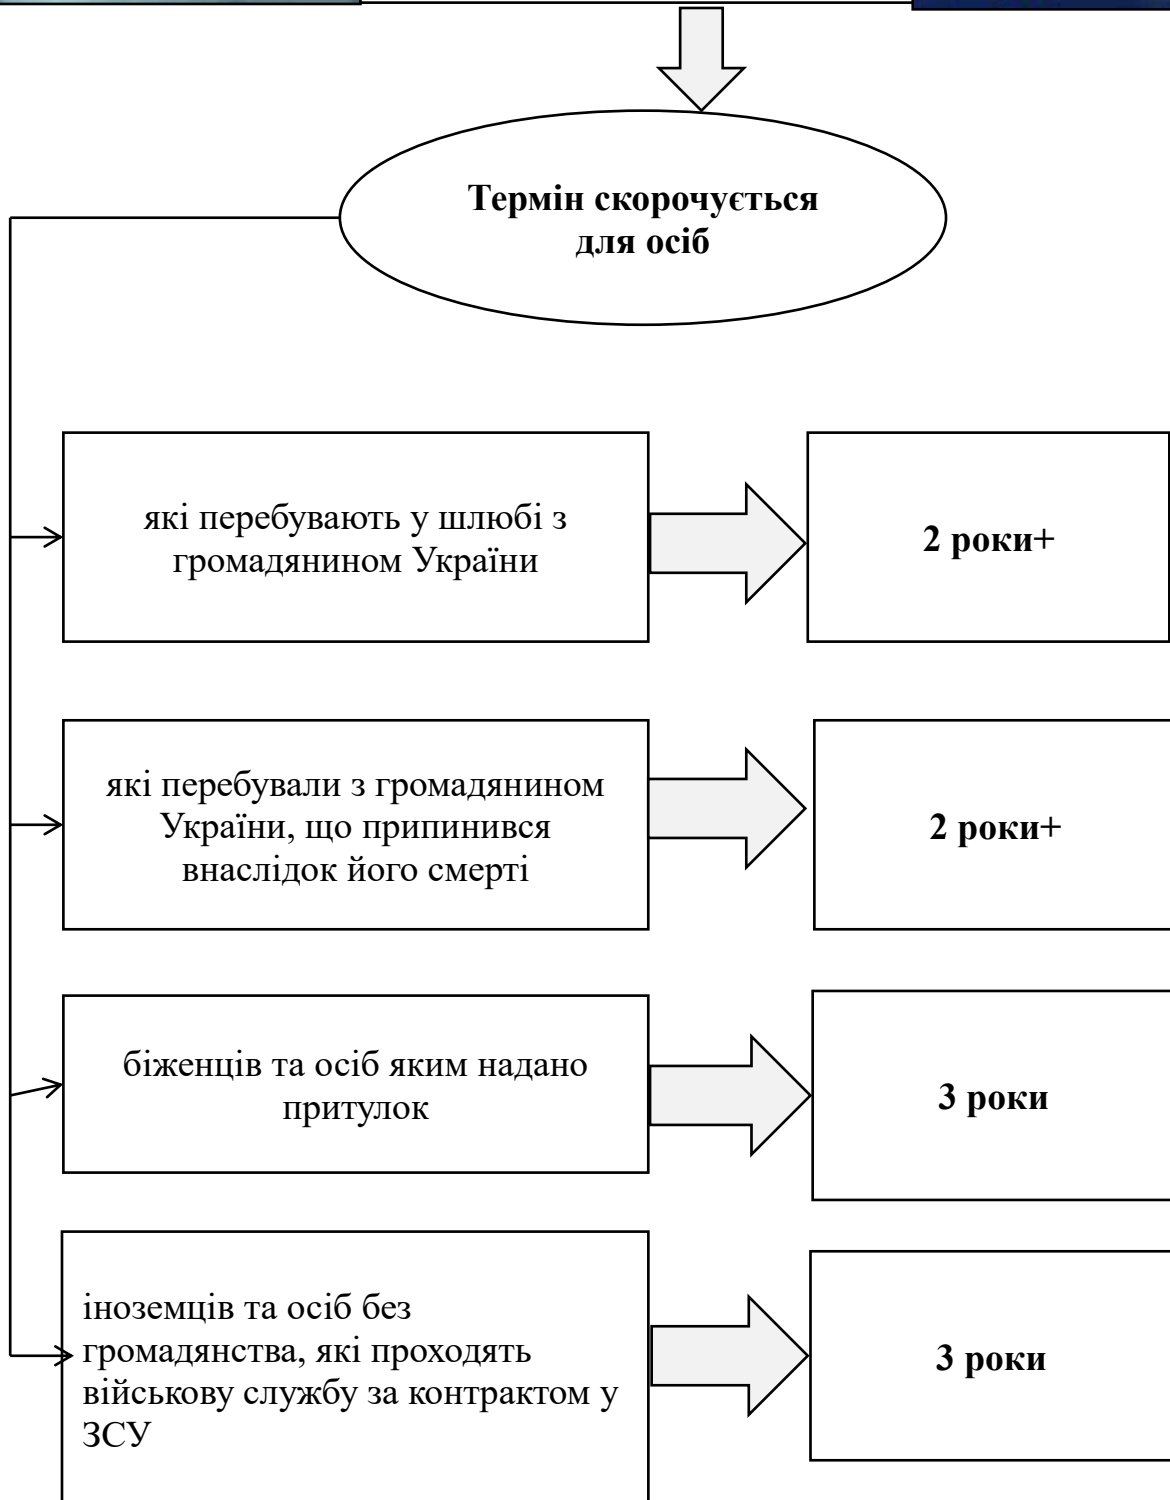 Термін скорочується
для осіб
які перебувають у шлюбі з
громадянином України
2 роки+
які перебували з громадянином
України, що припинився
внаслідок його смерті
2 роки+
біженців та осіб яким надано
притулок
3 роки
іноземців та осіб без
громадянства, які проходять
військову службу за контрактом у
ЗСУ
3 роки